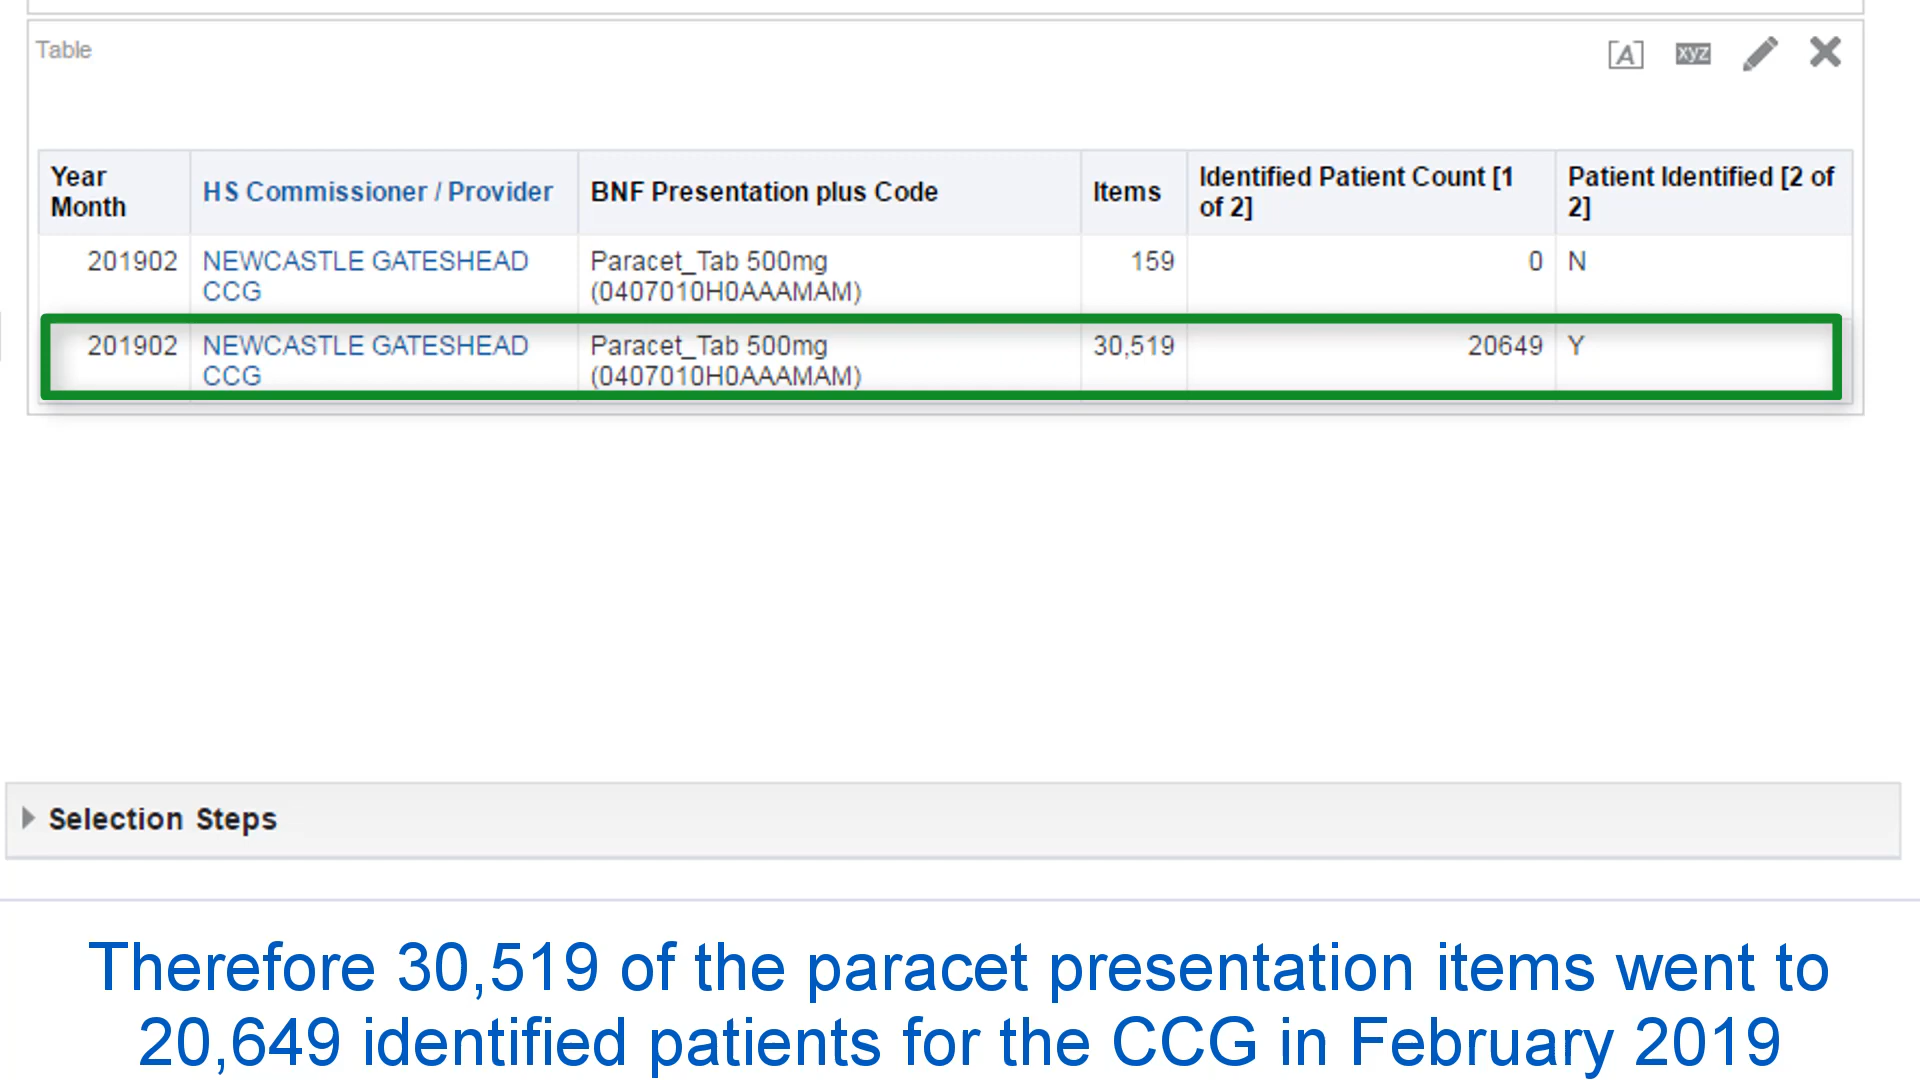 Table
[A] xyz
Year Month HS Commissioner / Provider BNF Presentation plus Code Items Identified Patient Count [1 of 2] Patient Identified [2 of 2]
201902 NEWCASTLE GATESHEAD CCG Paracet_Tab 500mg (0407010H0AAAMAM) 159 0 N
201902 NEWCASTLE GATESHEAD CCG Paracet_Tab 500mg (0407010H0AAAMAM) 30,519 20649 Y
Selection Steps
Therefore 30,519 of the paracet presentation items went to
20,649 identified patients for the CCG in February 2019